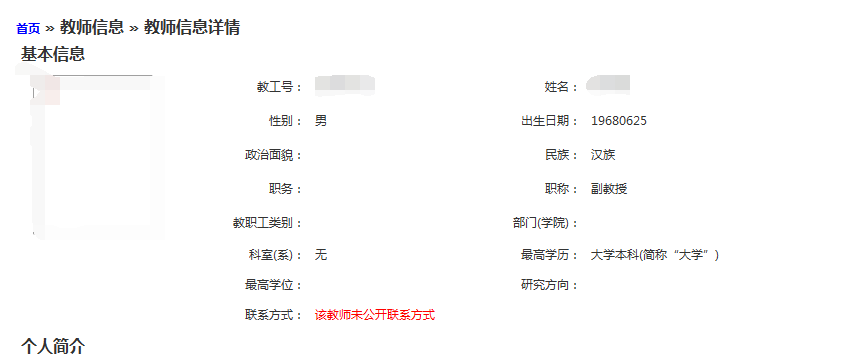 首页 » 教师信息 » 教师信息详情
基本信息
教工号： 姓名：
性别： 男 出生日期： 19680625
政治面貌： 民族： 汉族
职务： 职称： 副教授
教职工类别： 部门(学院)：
科室(系)： 无 最高学历： 大学本科(简称“大学”)
最高学位： 研究方向：
联系方式： 该教师未公开联系方式
个人简介